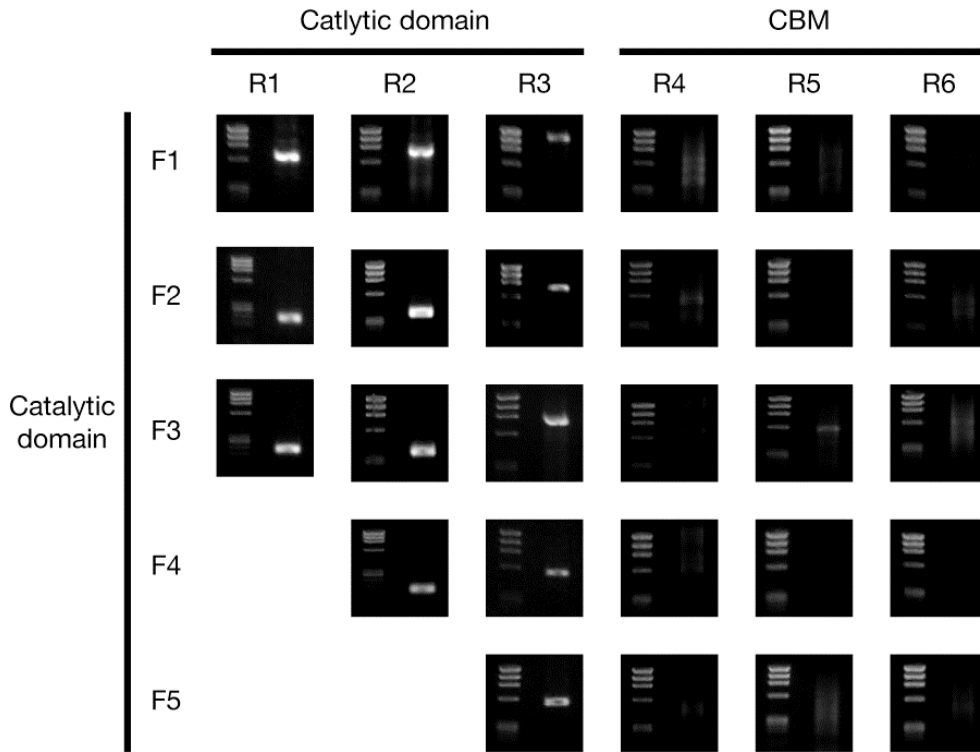 Catlytic domain
CBM
R1
R2
R3
R4
R5
R6
F1
F2
F3
Catalytic
domain
F4
F5